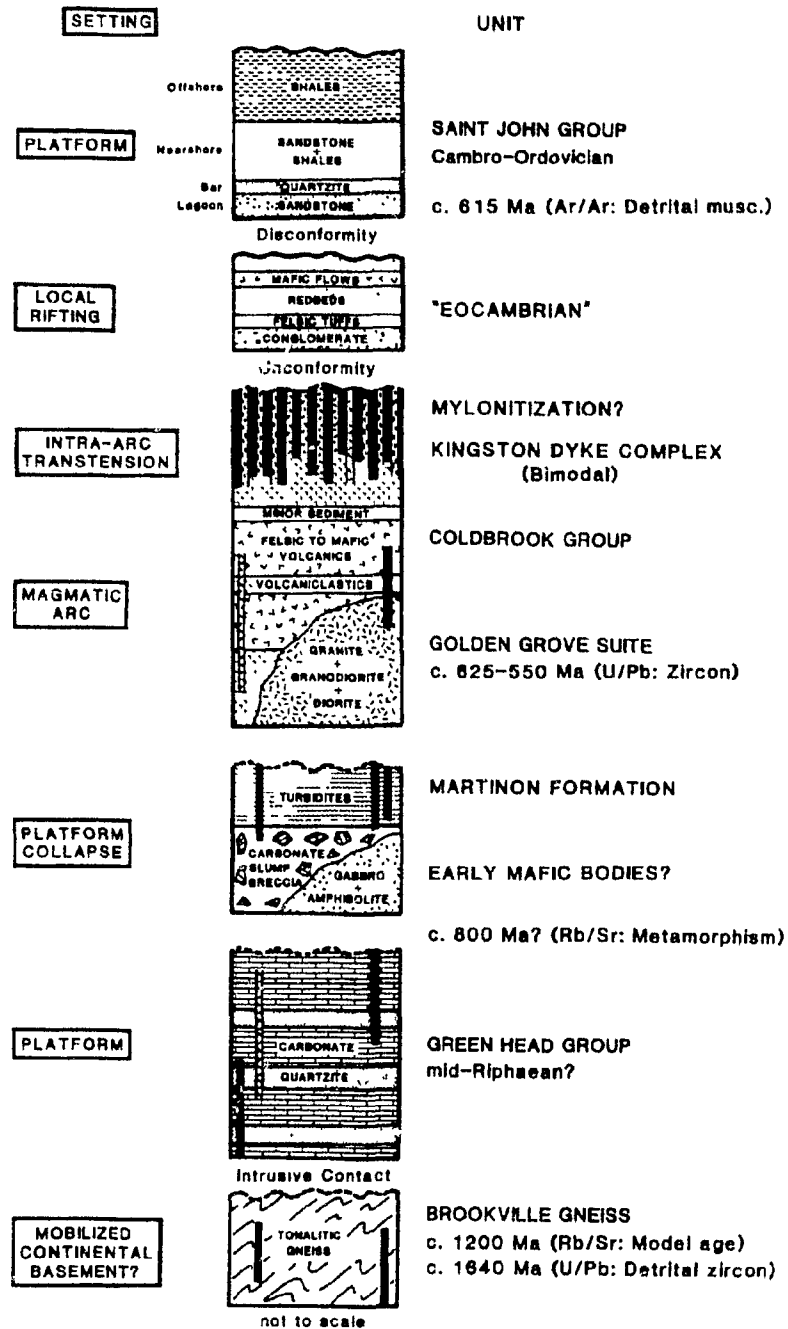 SETTING
UNIT
Offshore
SHALES
PLATFORM
Nearshore
SANDSTONE
+
SHALES
SAINT JOHN GROUP
Cambro-Ordovician
Bar
QUARTZITE
Lagoon
SANDSTONE
c. 615 Ma (Ar/Ar: Detrital musc.)
Disconformity
LOCAL
RIFTING
MAFIC FLOWS
REDBEDS
FELSIC TUFFS
CONGLOMERATE
"EOCAMBRIAN"
Unconformity
INTRA-ARC
TRANSTENSION
MYLONITIZATION?
KINGSTON DYKE COMPLEX
(Bimodal)
MINOR SEDIMENT
FELSIC TO MAFIC
VOLCANICS
COLDBROOK GROUP
VOLCANICLASTICS
MAGMATIC
ARC
GRANITE
+
GRANODIORITE
+
DIORITE
GOLDEN GROVE SUITE
c. 625-550 Ma (U/Pb: Zircon)
TURBIDITES
MARTINON FORMATION
PLATFORM
COLLAPSE
CARBONATE
SLUMP
BRECCIA
GABBRO
+
AMPHIBOLITE
EARLY MAFIC BODIES?
c. 800 Ma? (Rb/Sr: Metamorphism)
PLATFORM
CARBONATE
QUARTZITE
GREEN HEAD GROUP
mid-Riphaean?
Intrusive Contact
MOBILIZED
CONTINENTAL
BASEMENT?
TONALITIC
GNEISS
BROOKVILLE GNEISS
c. 1200 Ma (Rb/Sr: Model age)
c. 1640 Ma (U/Pb: Detrital zircon)
not to scale